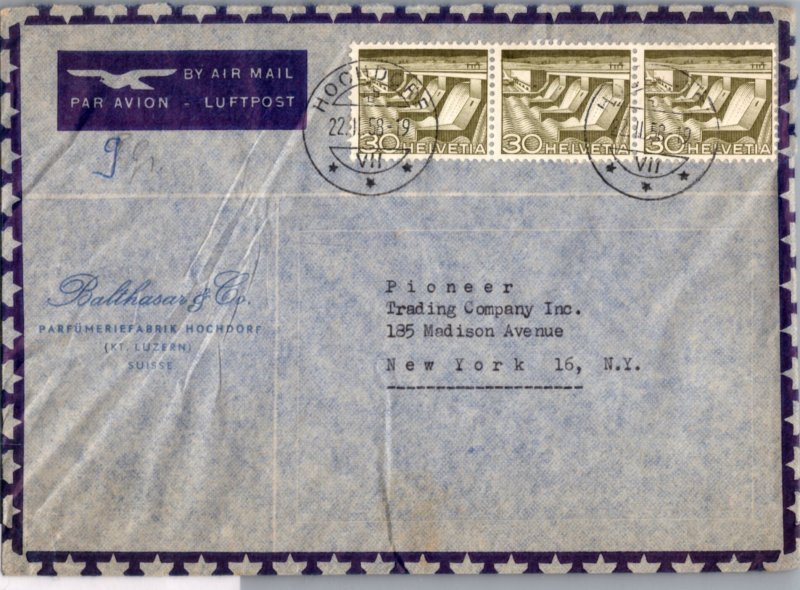 BY AIR MAIL
PAR AVION - LUFTPOST
HOCHDORF
22.II.58-19
VII
30 HELVETIA
30 HELVETIA
30 HELVETIA
VII
Balthasar & Co.
PARFÜMERIEFABRIK HOCHDORF
(KT. LUZERN)
SUISSE
Pioneer
Trading Company Inc.
185 Madison Avenue
New York 16, N.Y.